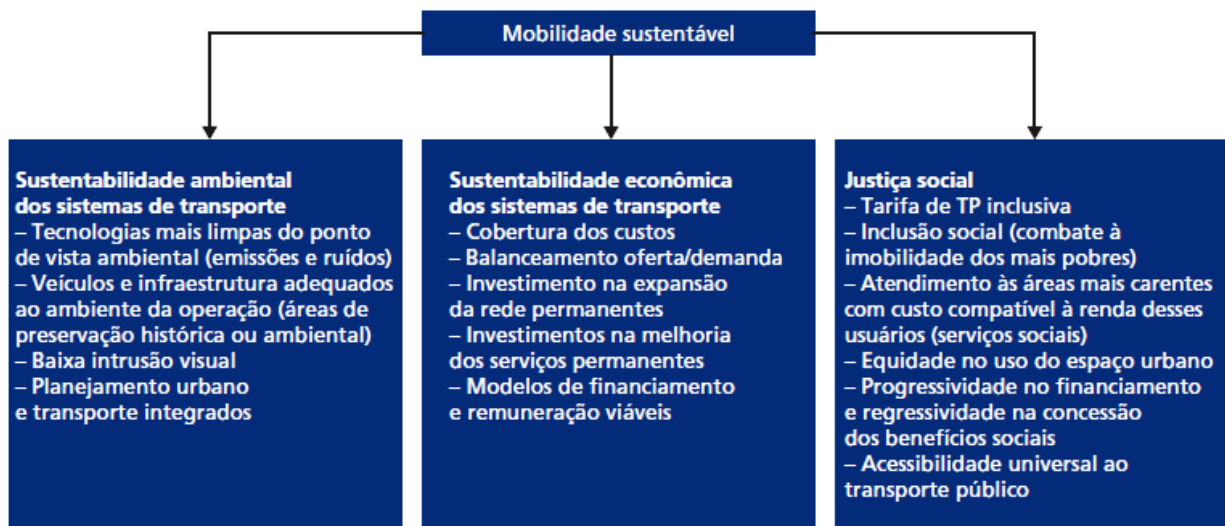 Mobilidade sustentável
Sustentabilidade ambiental
dos sistemas de transporte
– Tecnologias mais limpas do ponto
de vista ambiental (emissões e ruídos)
– Veículos e infraestrutura adequados
ao ambiente da operação (áreas de
preservação histórica ou ambiental)
– Baixa intrusão visual
– Planejamento urbano
e transporte integrados
Sustentabilidade econômica
dos sistemas de transporte
– Cobertura dos custos
– Balanceamento oferta/demanda
– Investimento na expansão
da rede permanentes
– Investimentos na melhoria
dos serviços permanentes
– Modelos de financiamento
e remuneração viáveis
Justiça social
– Tarifa de TP inclusiva
– Inclusão social (combate à
imobilidade dos mais pobres)
– Atendimento às áreas mais carentes
com custo compatível à renda desses
usuários (serviços sociais)
– Equidade no uso do espaço urbano
– Progressividade no financiamento
e regressividade na concessão
dos benefícios sociais
– Acessibilidade universal ao
transporte público